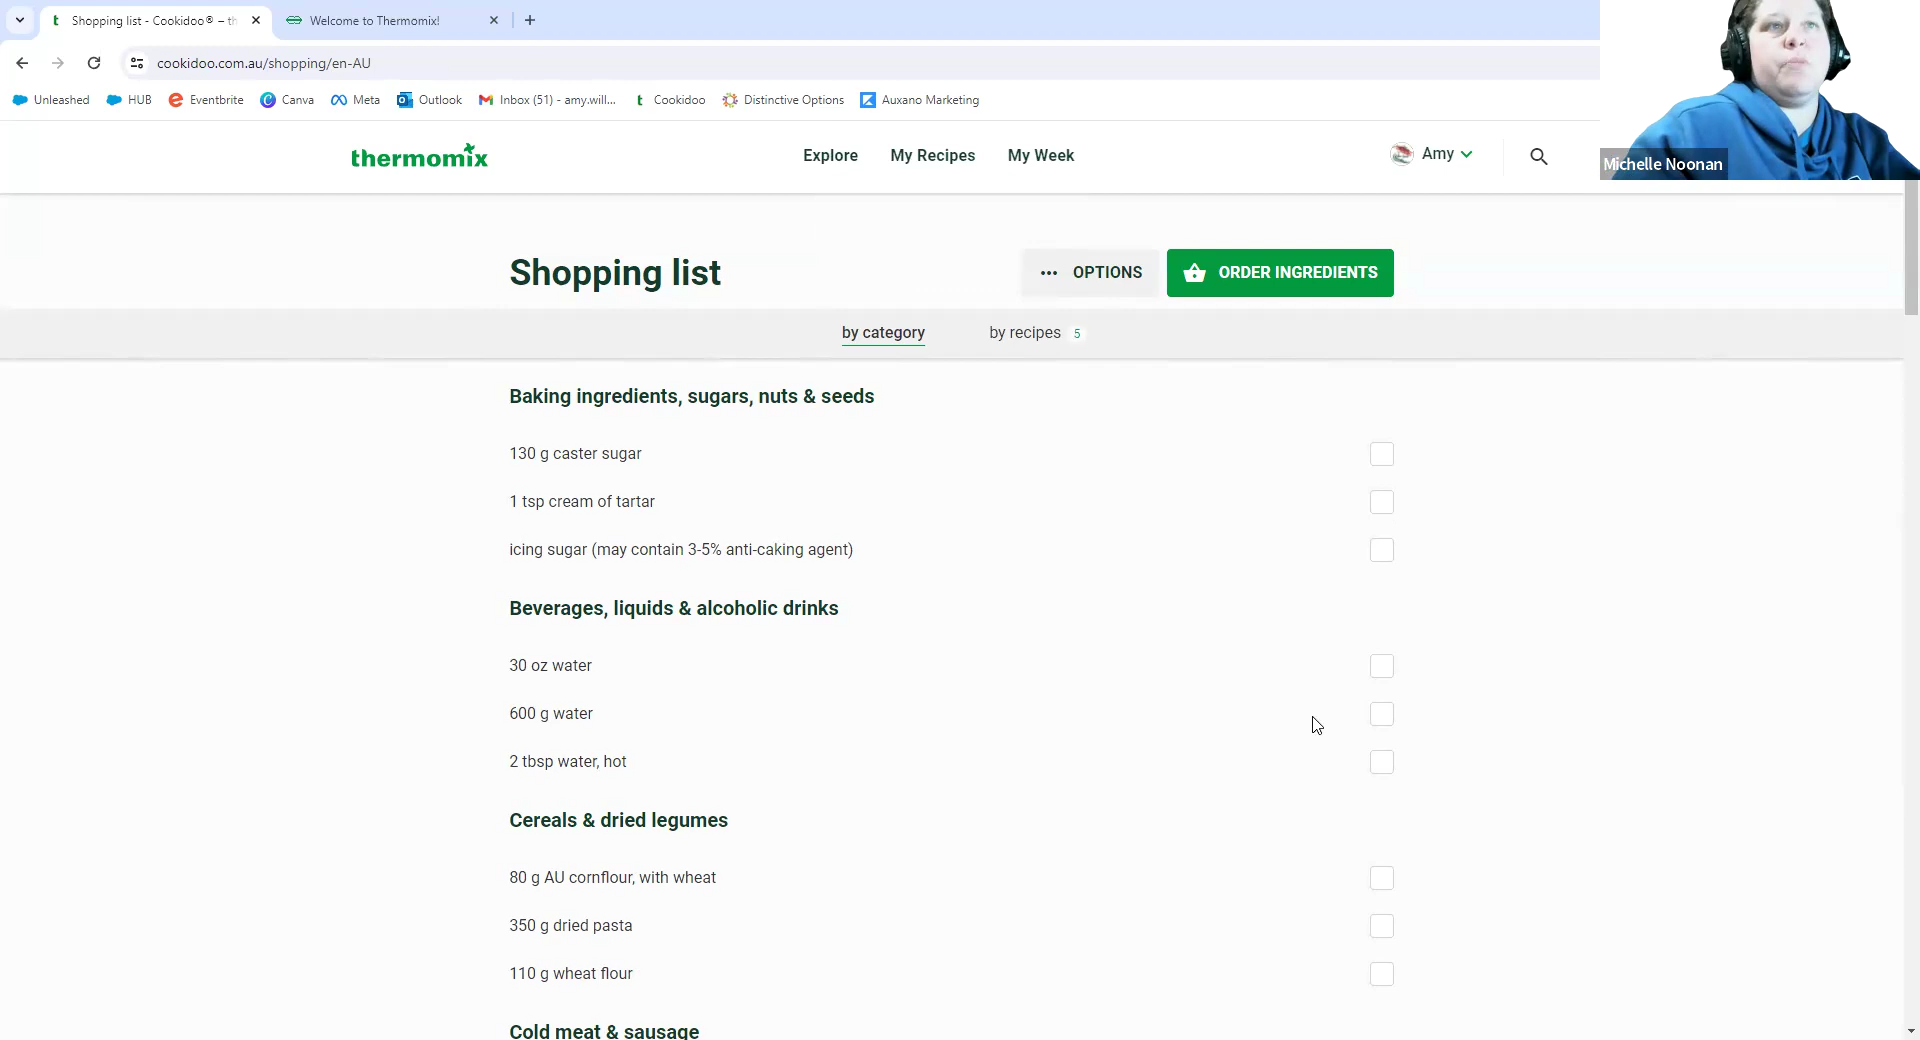 Shopping list - Cookidoo® – th
Welcome to Thermomix!
cookidoo.com.au/shopping/en-AU
Unleashed
HUB
Eventbrite
Canva
Meta
Outlook
Inbox (51) - amy.will...
Cookidoo
Distinctive Options
Auxano Marketing
thermomix
Explore
My Recipes
My Week
Amy
Michelle Noonan
Shopping list
OPTIONS
ORDER INGREDIENTS
by category
by recipes 5
Baking ingredients, sugars, nuts & seeds
130 g caster sugar
1 tsp cream of tartar
icing sugar (may contain 3-5% anti-caking agent)
Beverages, liquids & alcoholic drinks
30 oz water
600 g water
2 tbsp water, hot
Cereals & dried legumes
80 g AU cornflour, with wheat
350 g dried pasta
110 g wheat flour
Cold meat & sausage